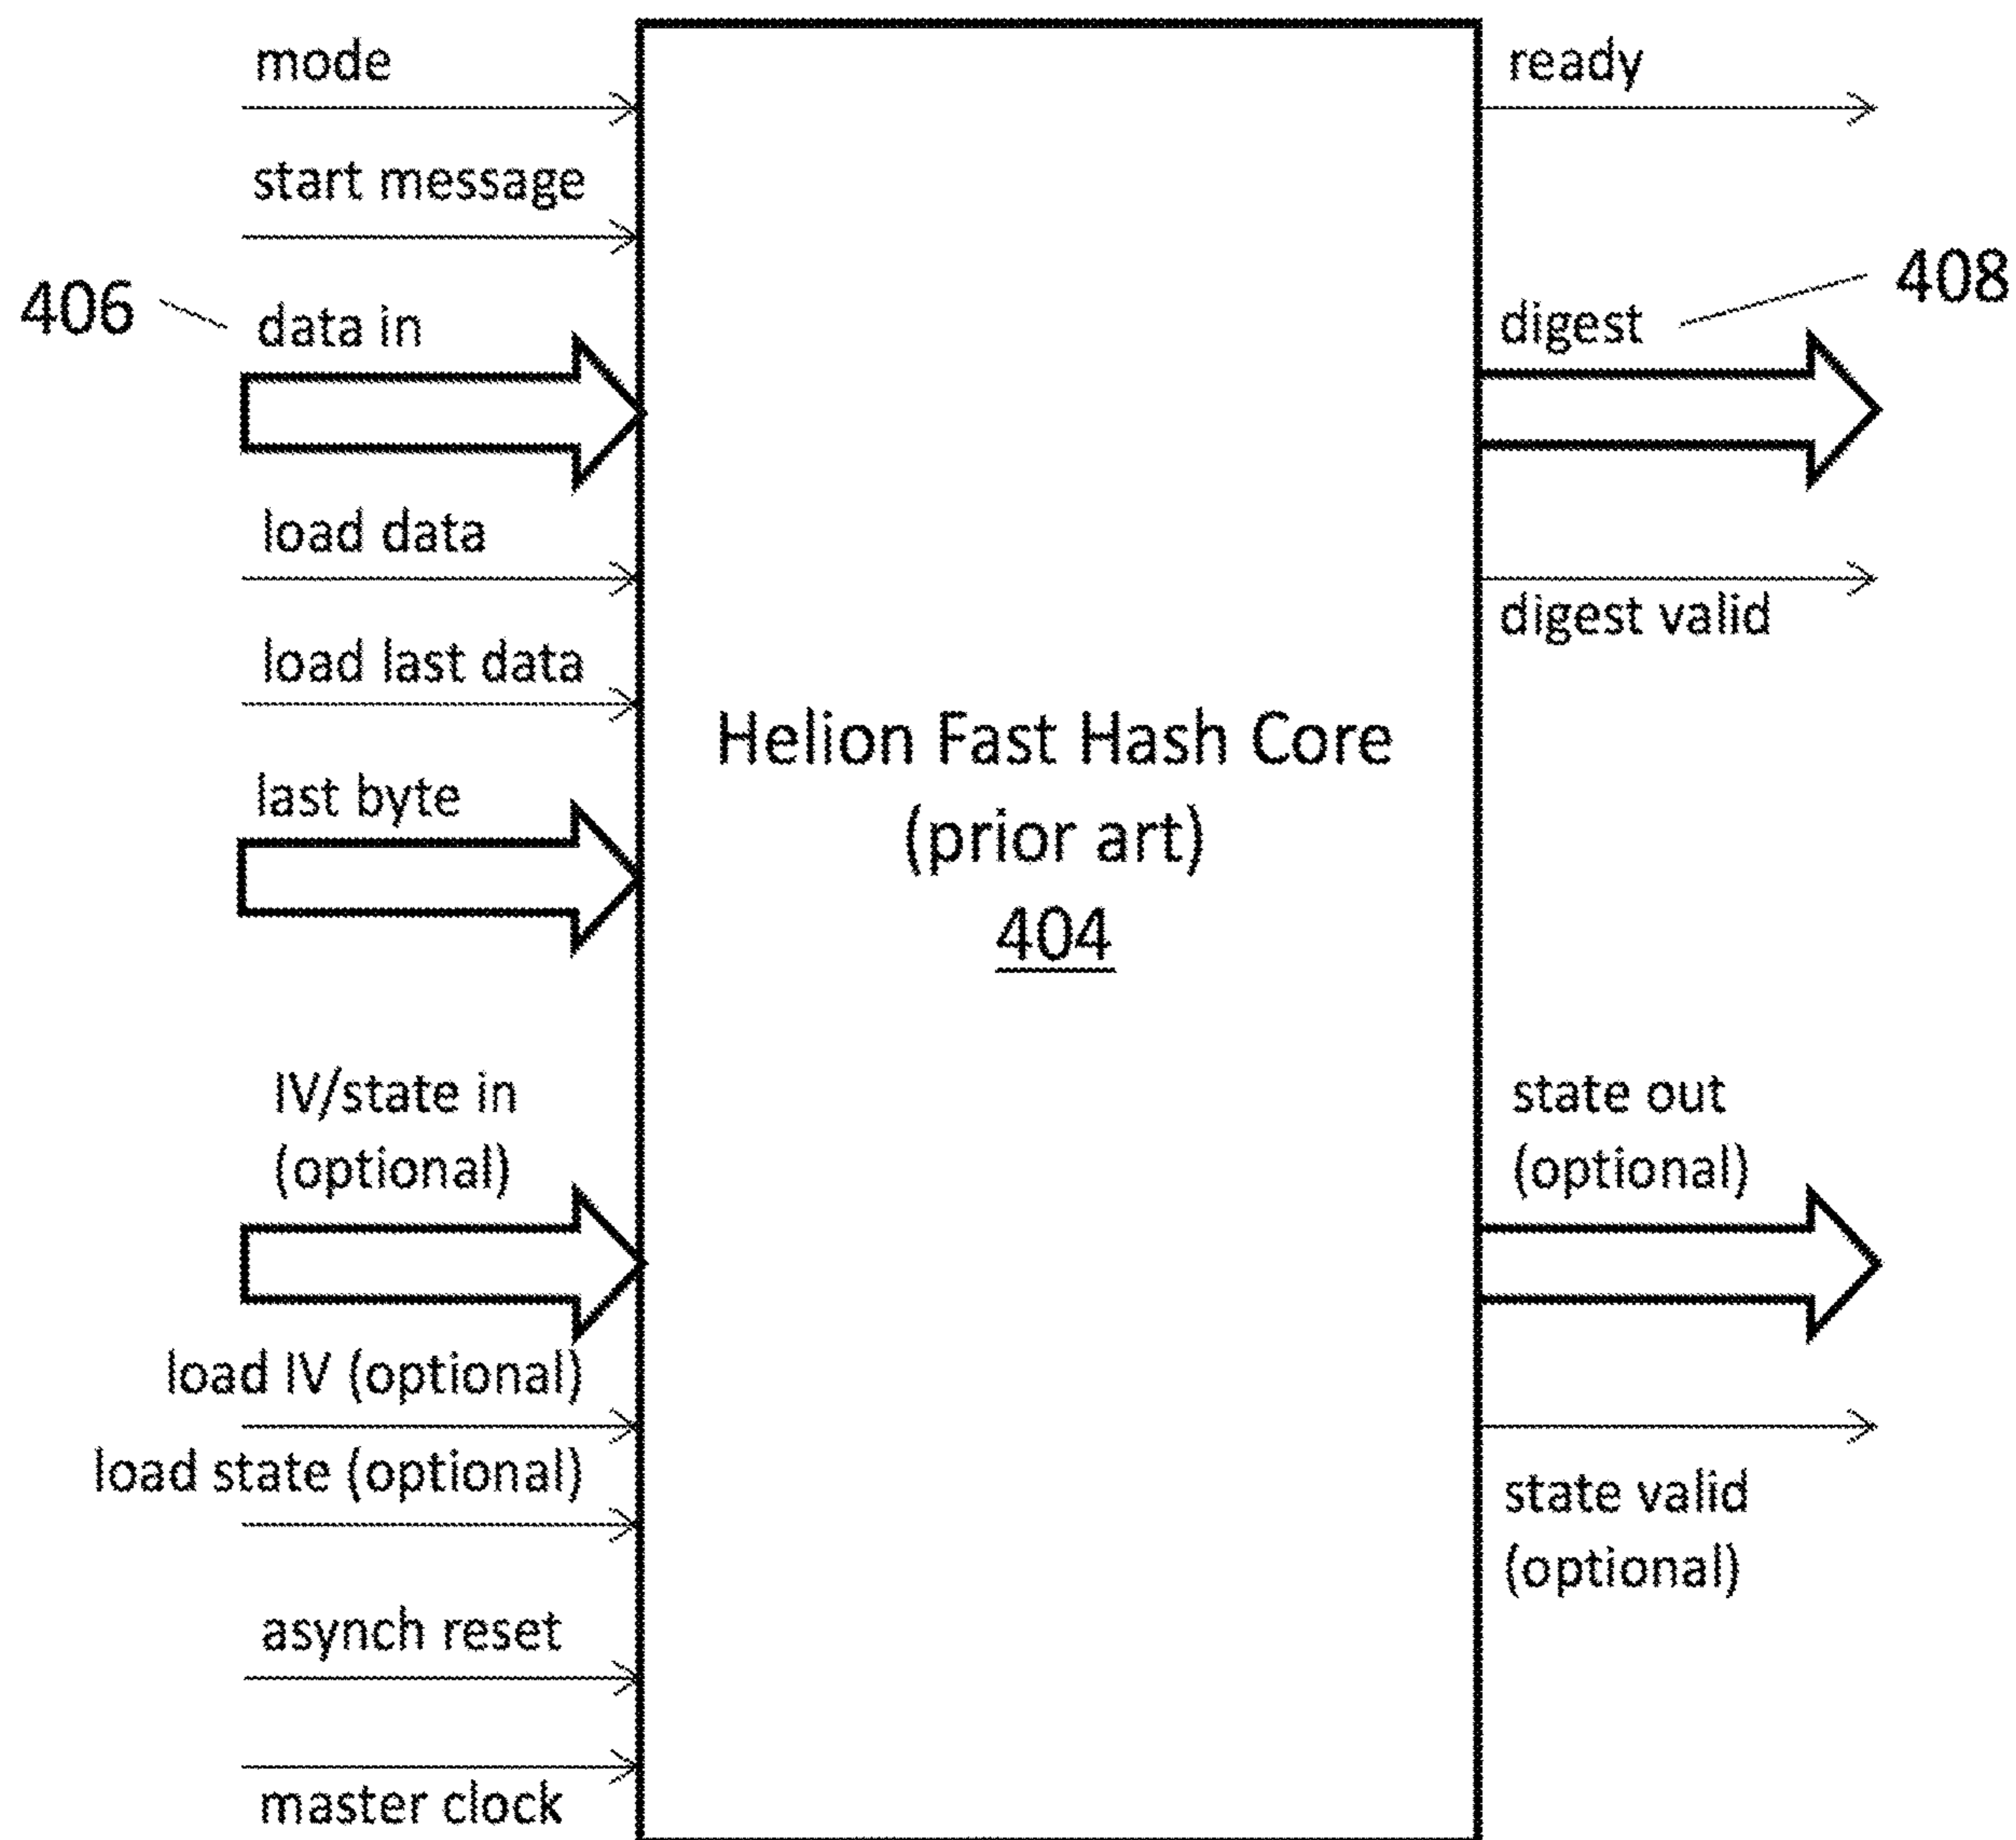 mode
start message
406
data in
load data
load last data
last byte
IV/state in
(optional)
load IV (optional)
load state (optional)
asynch reset
master clock
Helion Fast Hash Core
(prior art)
404
ready
408
digest
digest valid
state out
(optional)
state valid
(optional)